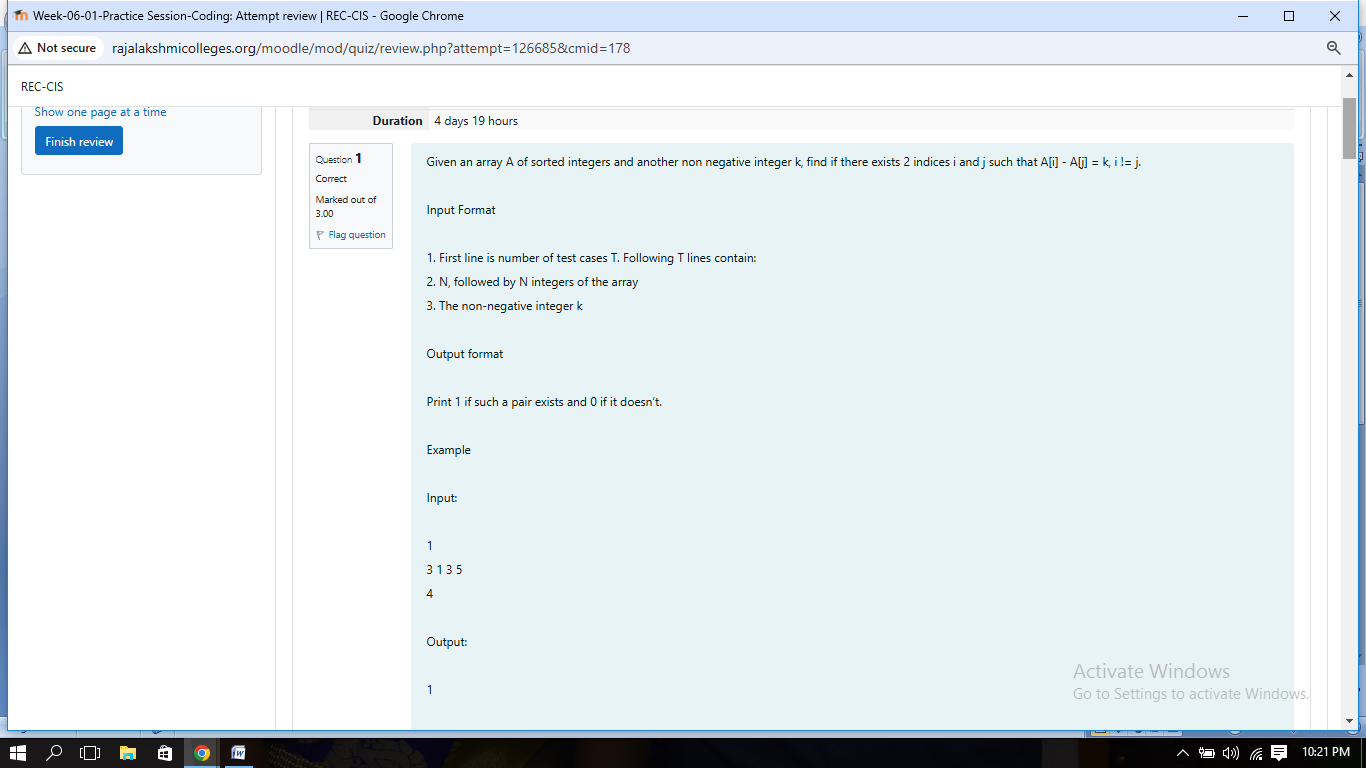 Week-06-01-Practice Session-Coding: Attempt review | REC-CIS - Google Chrome
Not secure rajalakshmicolleges.org/moodle/mod/quiz/review.php?attempt=126685&cmid=178
REC-CIS
Show one page at a time
Finish review
Duration 4 days 19 hours
Question 1
Correct
Marked out of
3.00
Flag question
Given an array A of sorted integers and another non negative integer k, find if there exists 2 indices i and j such that A[i] - A[j] = k, i != j.
Input Format
1. First line is number of test cases T. Following T lines contain:
2. N, followed by N integers of the array
3. The non-negative integer k
Output format
Print 1 if such a pair exists and 0 if it doesn't.
Example
Input:
1
3 1 3 5
4
Output:
1
Activate Windows
Go to Settings to activate Windows.
10:21 PM